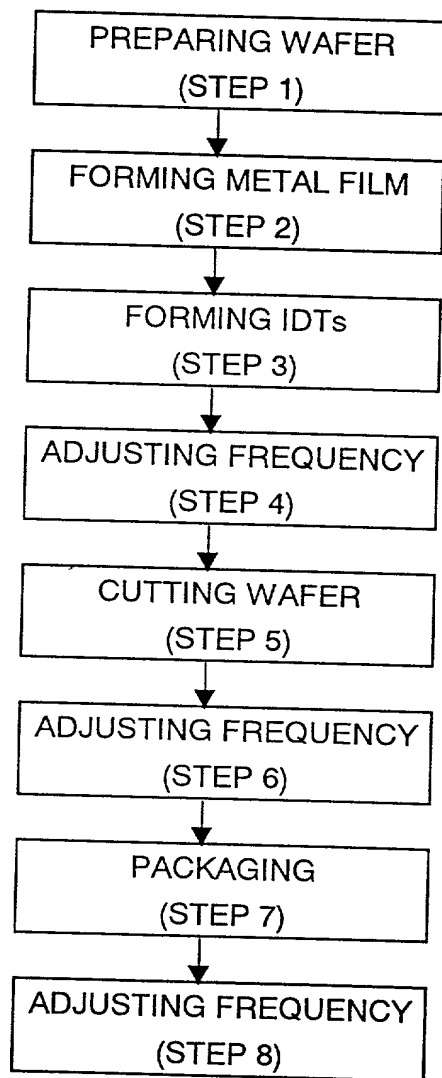 PREPARING WAFER
(STEP 1)
FORMING METAL FILM
(STEP 2)
FORMING IDTs
(STEP 3)
ADJUSTING FREQUENCY
(STEP 4)
CUTTING WAFER
(STEP 5)
ADJUSTING FREQUENCY
(STEP 6)
PACKAGING
(STEP 7)
ADJUSTING FREQUENCY
(STEP 8)